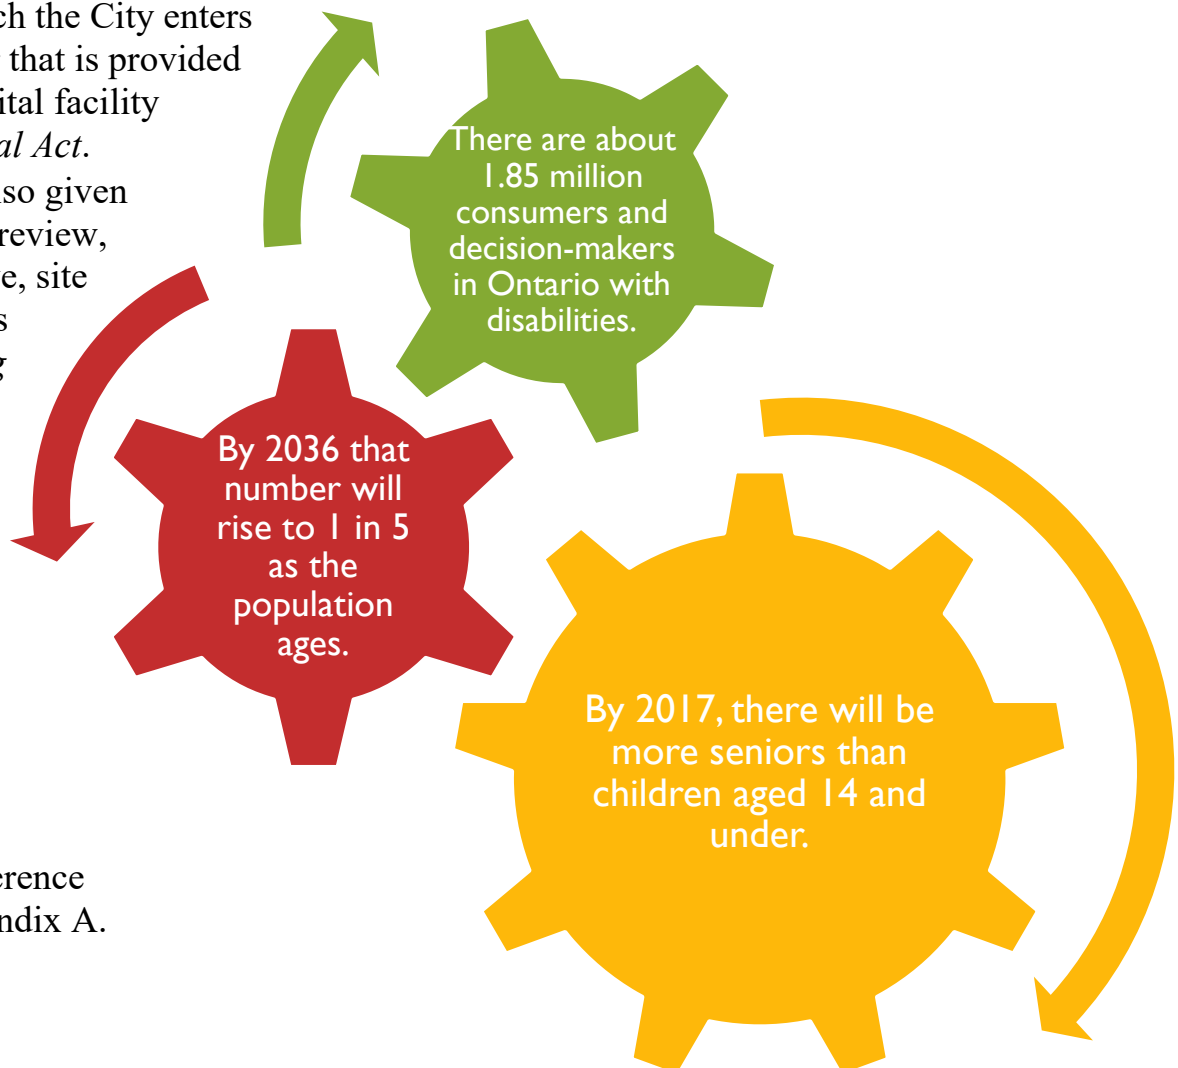 ch the City enters
that is provided
ital facility
al Act.
lso given
review,
e, site
s
g
There are about
1.85 million
consumers and
decision-makers
in Ontario with
disabilities.
By 2036 that
number will
rise to 1 in 5
as the
population
ages.
By 2017, there will be
more seniors than
children aged 14 and
under.
erence
ndix A.